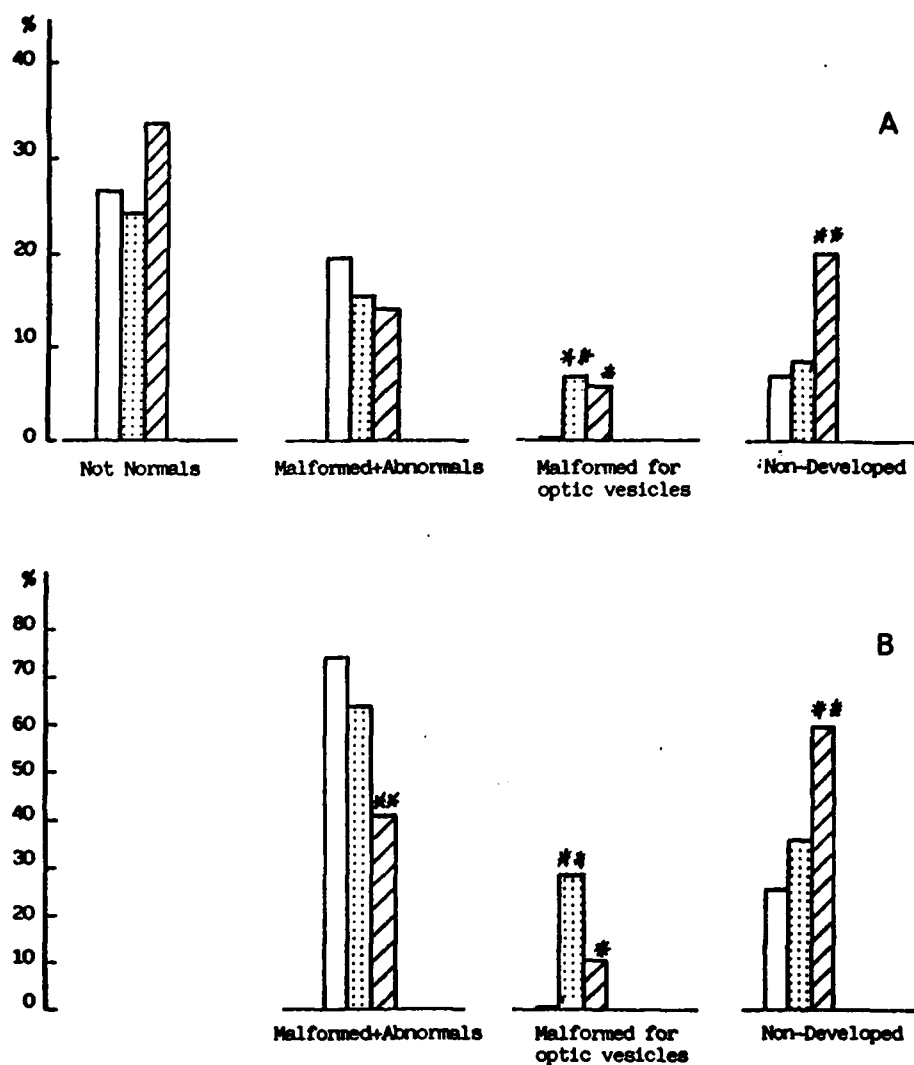 %
40
30
20
10
0
A
**
*
**
Not Normals
Malformed+Abnormals
Malformed for
optic vesicles
Non-Developed
%
80
70
60
50
40
30
20
10
0
B
**
**
*
**
Malformed+Abnormals
Malformed for
optic vesicles
Non-Developed